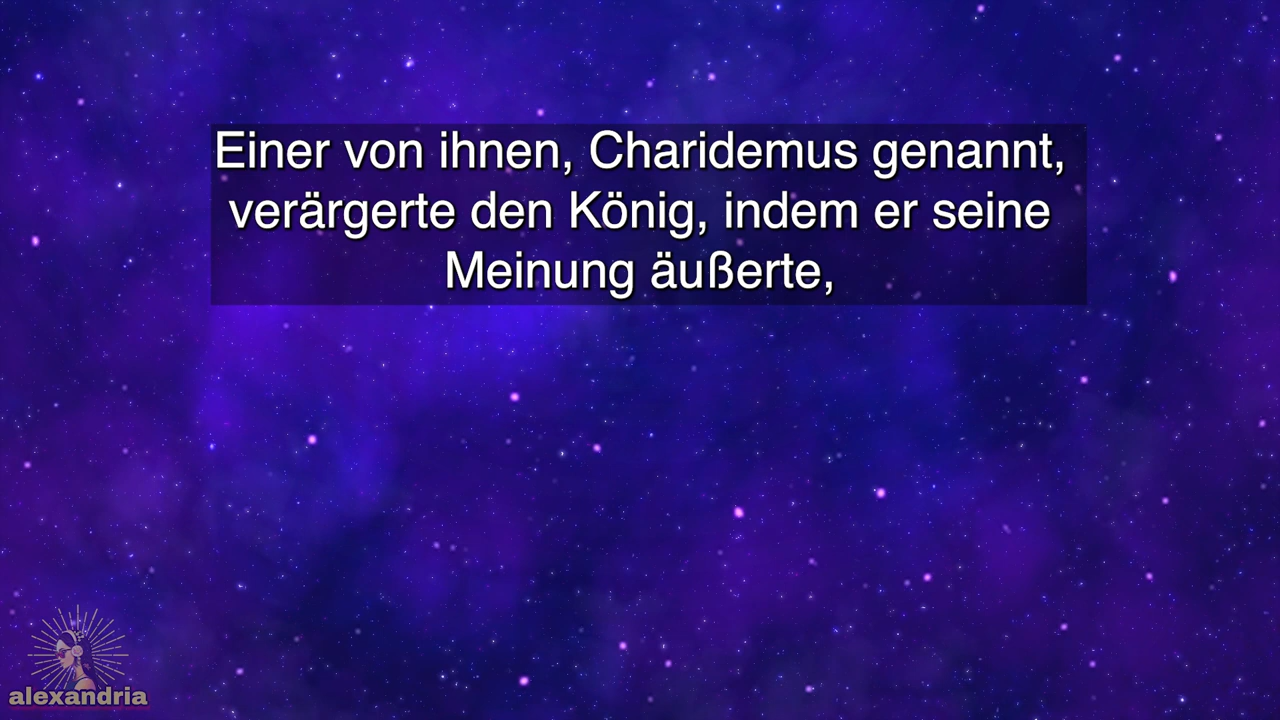 Einer von ihnen, Charidemus genannt,
verärgerte den König, indem er seine
Meinung äußerte,
alexandria